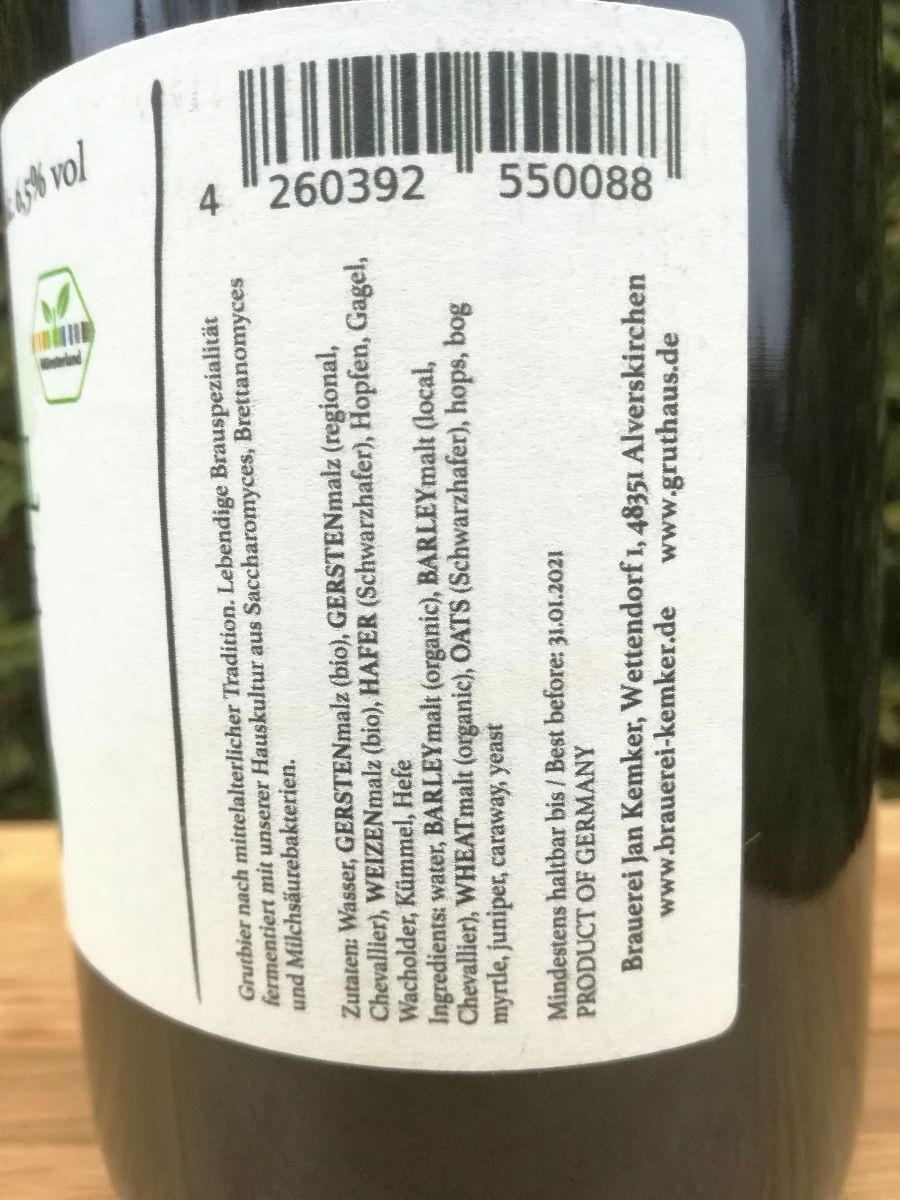 6,5% vol
4 260392 550088
Grutbier nach mittelalterlicher Tradition. Lebendige Brauspezialität
fermentiert mit unserer Hauskultur aus Saccharomyces, Brettanomyces
und Milchsäurebakterien.
Zutaten: Wasser, GERSTENmalz (bio), GERSTENmalz (regional,
Chevallier), WEIZENmalz (bio), HAFER (Schwarzhafer), Hopfen, Gagel,
Wacholder, Kümmel, Hefe
Ingredients: water, BARLEYmalt (organic), BARLEYmalt (local,
Chevallier), WHEATmalt (organic), OATS (Schwarzhafer), hops, bog
myrtle, juniper, caraway, yeast
Mindestens haltbar bis / Best before: 31.01.2021
PRODUCT OF GERMANY
Brauerei Jan Kemker, Wettendorf 1, 48351 Alverskirchen
www.brauerei-kemker.de www.gruthaus.de